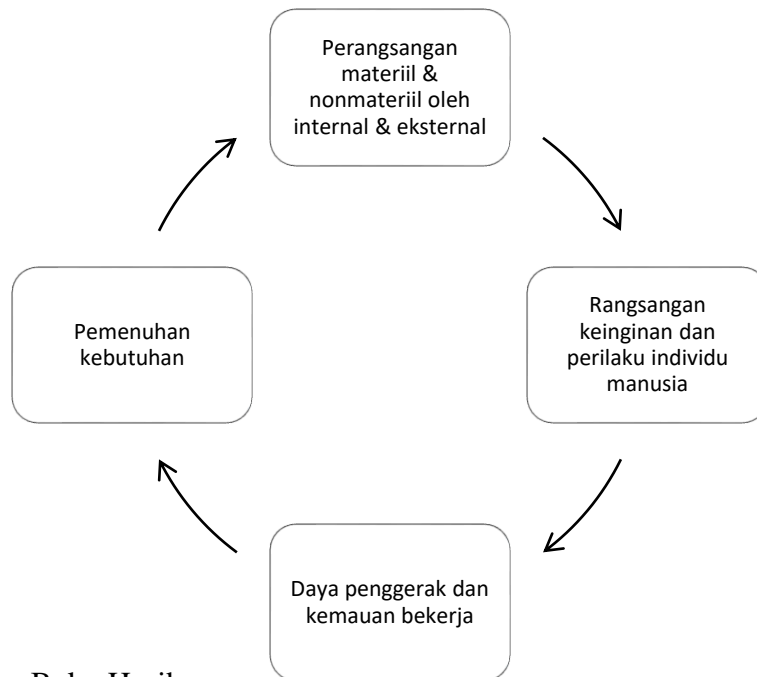 Perangsangan
materiil &
nonmateriil oleh
internal & eksternal
Rangsangan
keinginan dan
perilaku individu
manusia
Daya penggerak dan
kemauan bekerja
Pemenuhan
kebutuhan